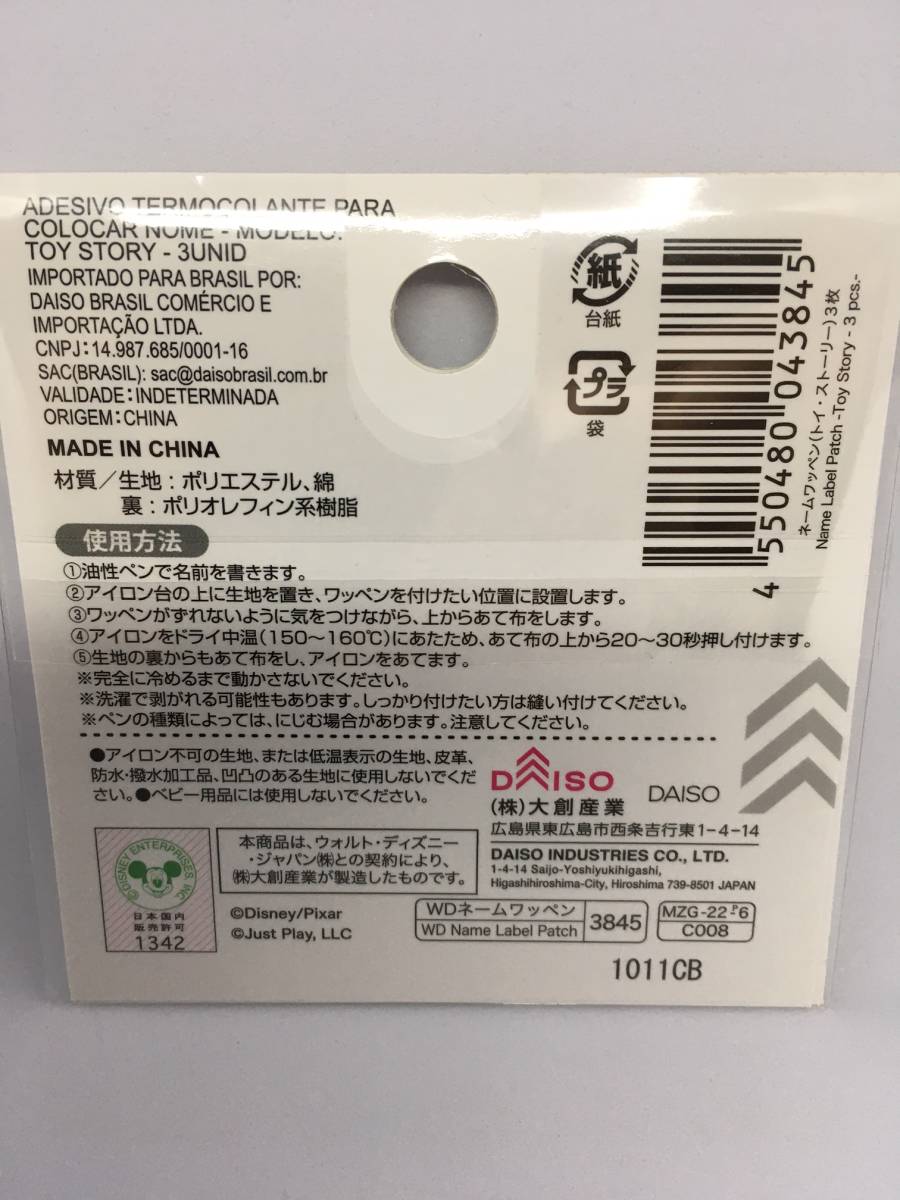 ADESIVO TERMOCOLANTE PARA
COLOCAR NOME - MODELO:
TOY STORY - 3UNID
IMPORTADO PARA BRASIL POR:
DAISO BRASIL COMÉRCIO E
IMPORTAÇÃO LTDA.
CNPJ:14.987.685/0001-16
SAC(BRASIL): sac@daisobrasil.com.br
VALIDADE:INDETERMINADA
ORIGEM:CHINA
MADE IN CHINA
材質/生地:ポリエステル、綿
裏:ポリオレフィン系樹脂
紙
台紙
プラ
袋
4 550480 043845
ネームワッペン(トイ・ストーリー)3枚
Name Label Patch -Toy Story - 3 pcs.-
使用方法
①油性ペンで名前を書きます。
②アイロン台の上に生地を置き、ワッペンを付けたい位置に設置します。
③ワッペンがずれないように気をつけながら、上からあて布をします。
④アイロンをドライ中温(150〜160℃)にあたため、あて布の上から20〜30秒押し付けます。
⑤生地の裏からもあて布をし、アイロンをあてます。
※完全に冷めるまで動かさないでください。
※洗濯で剥がれる可能性もあります。しっかり付けたい方は縫い付けてください。
※ペンの種類によっては、にじむ場合があります。注意してください。
●アイロン不可の生地、または低温表示の生地、皮革、
防水・撥水加工品、凹凸のある生地に使用しないでくだ
さい。●ベビー用品には使用しないでください。
DAISO
(株)大創産業
DAISO
広島県東広島市西条吉行東1-4-14
DAISO INDUSTRIES CO., LTD.
1-4-14 Saijo-Yoshiyukihigashi,
Higashihiroshima-City, Hiroshima 739-8501 JAPAN
©DISNEY ENTERPRISES, INC.
日本国内
販売許可
1342
本商品は、ウォルト・ディズニー
・ジャパン㈱との契約により、
㈱大創産業が製造したものです。
©Disney/Pixar
©Just Play, LLC
WDネームワッペン
WD Name Label Patch
3845
MZG-22-P6
C008
1011CB